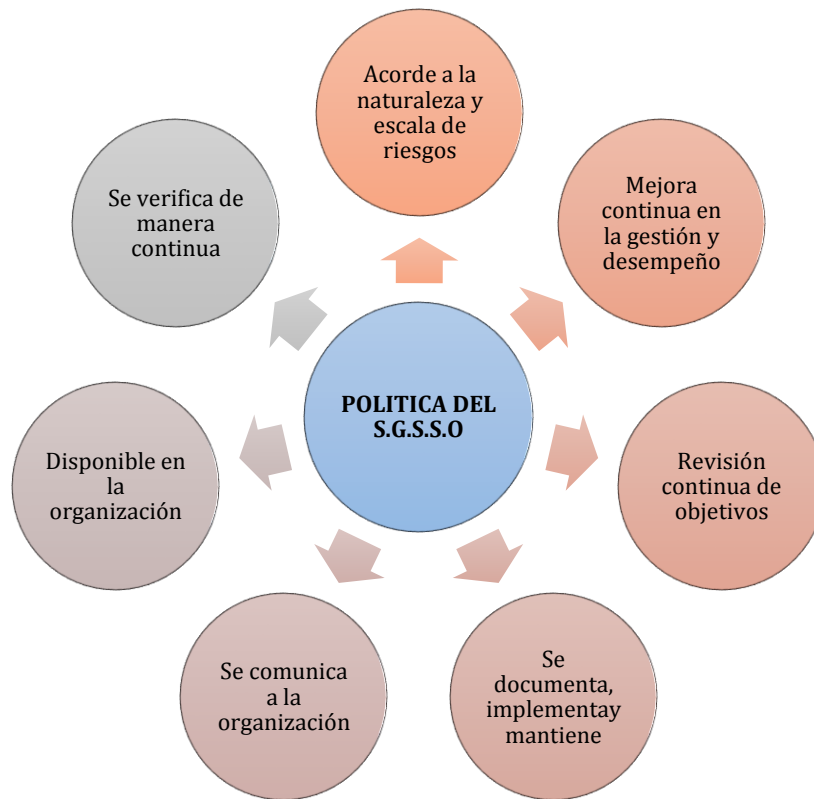 Acorde a la
naturaleza y
escala de
riesgos
Mejora
continua en
la gestión y
desempeño
Revisión
continua de
objetivos
Se
documenta,
implementay
mantiene
Se comunica
a la
organización
Disponible en
la
organización
Se verifica de
manera
continua
POLITICA DEL
S.G.S.S.O